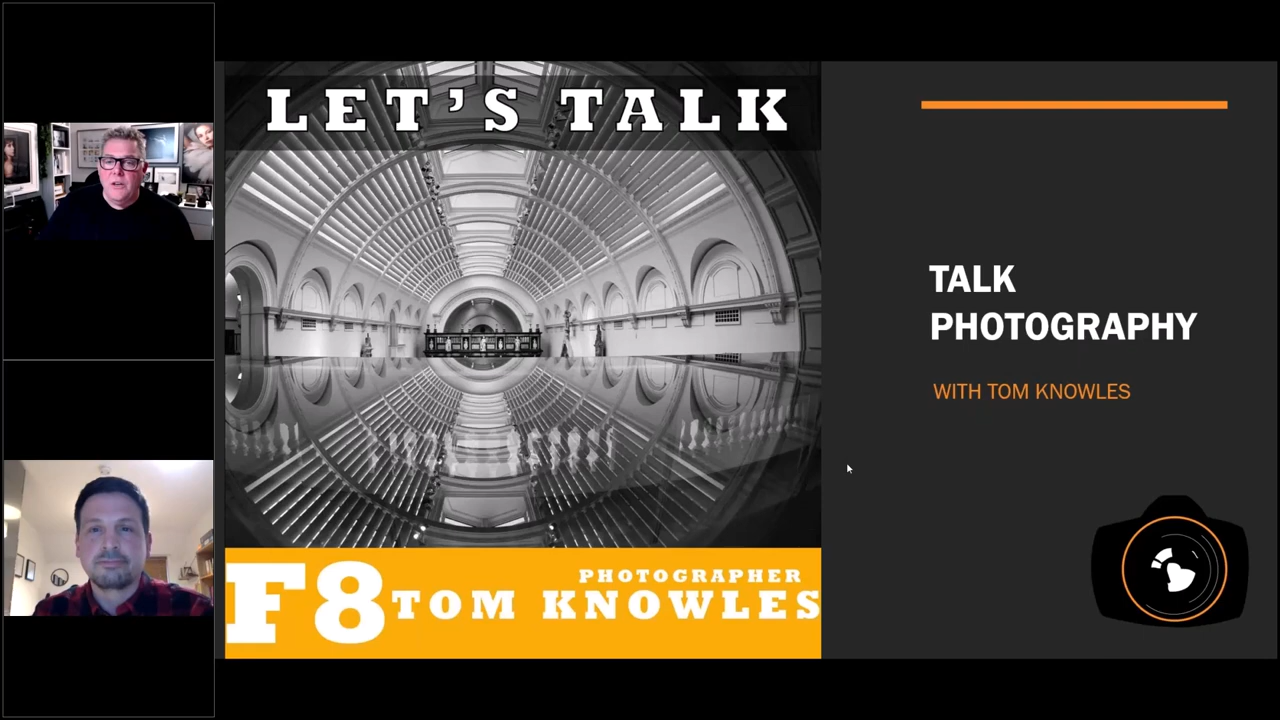 LET'S TALK
F8
PHOTOGRAPHER
TOM KNOWLES
TALK
PHOTOGRAPHY
WITH TOM KNOWLES